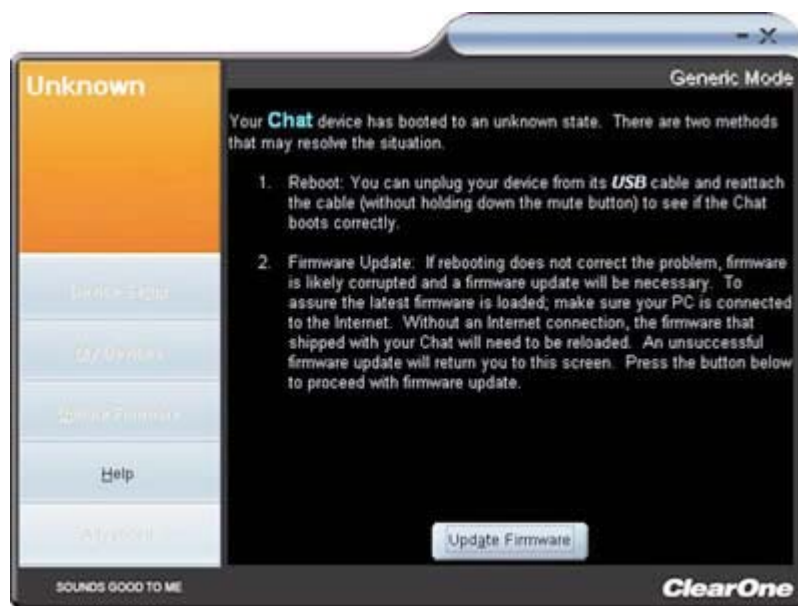 Unknown
Generic Mode
Your Chat device has booted to an unknown state. There are two methods
that may resolve the situation.
1. Reboot: You can unplug your device from its USB cable and reattach
the cable (without holding down the mute button) to see if the Chat
boots correctly.
2. Firmware Update: If rebooting does not correct the problem, firmware
is likely corrupted and a firmware update will be necessary. To
assure the latest firmware is loaded; make sure your PC is connected
to the Internet. Without an Internet connection, the firmware that
shipped with your Chat will need to be reloaded. An unsuccessful
firmware update will return you to this screen. Press the button below
to proceed with firmware update.
Help
Update Firmware
SOUNDS GOOD TO ME
ClearOne